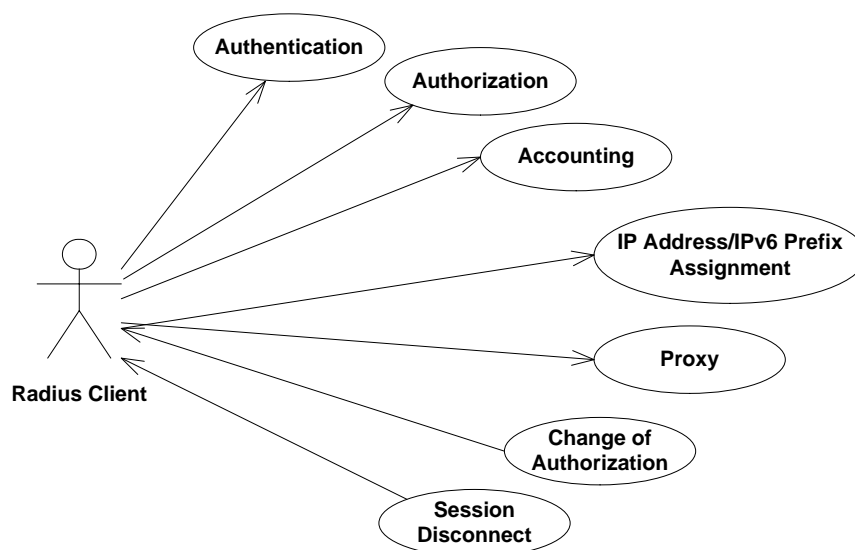 Authentication
Authorization
Accounting
IP Address/IPv6 Prefix
Assignment
Proxy
Radius Client
Change of
Authorization
Session
Disconnect